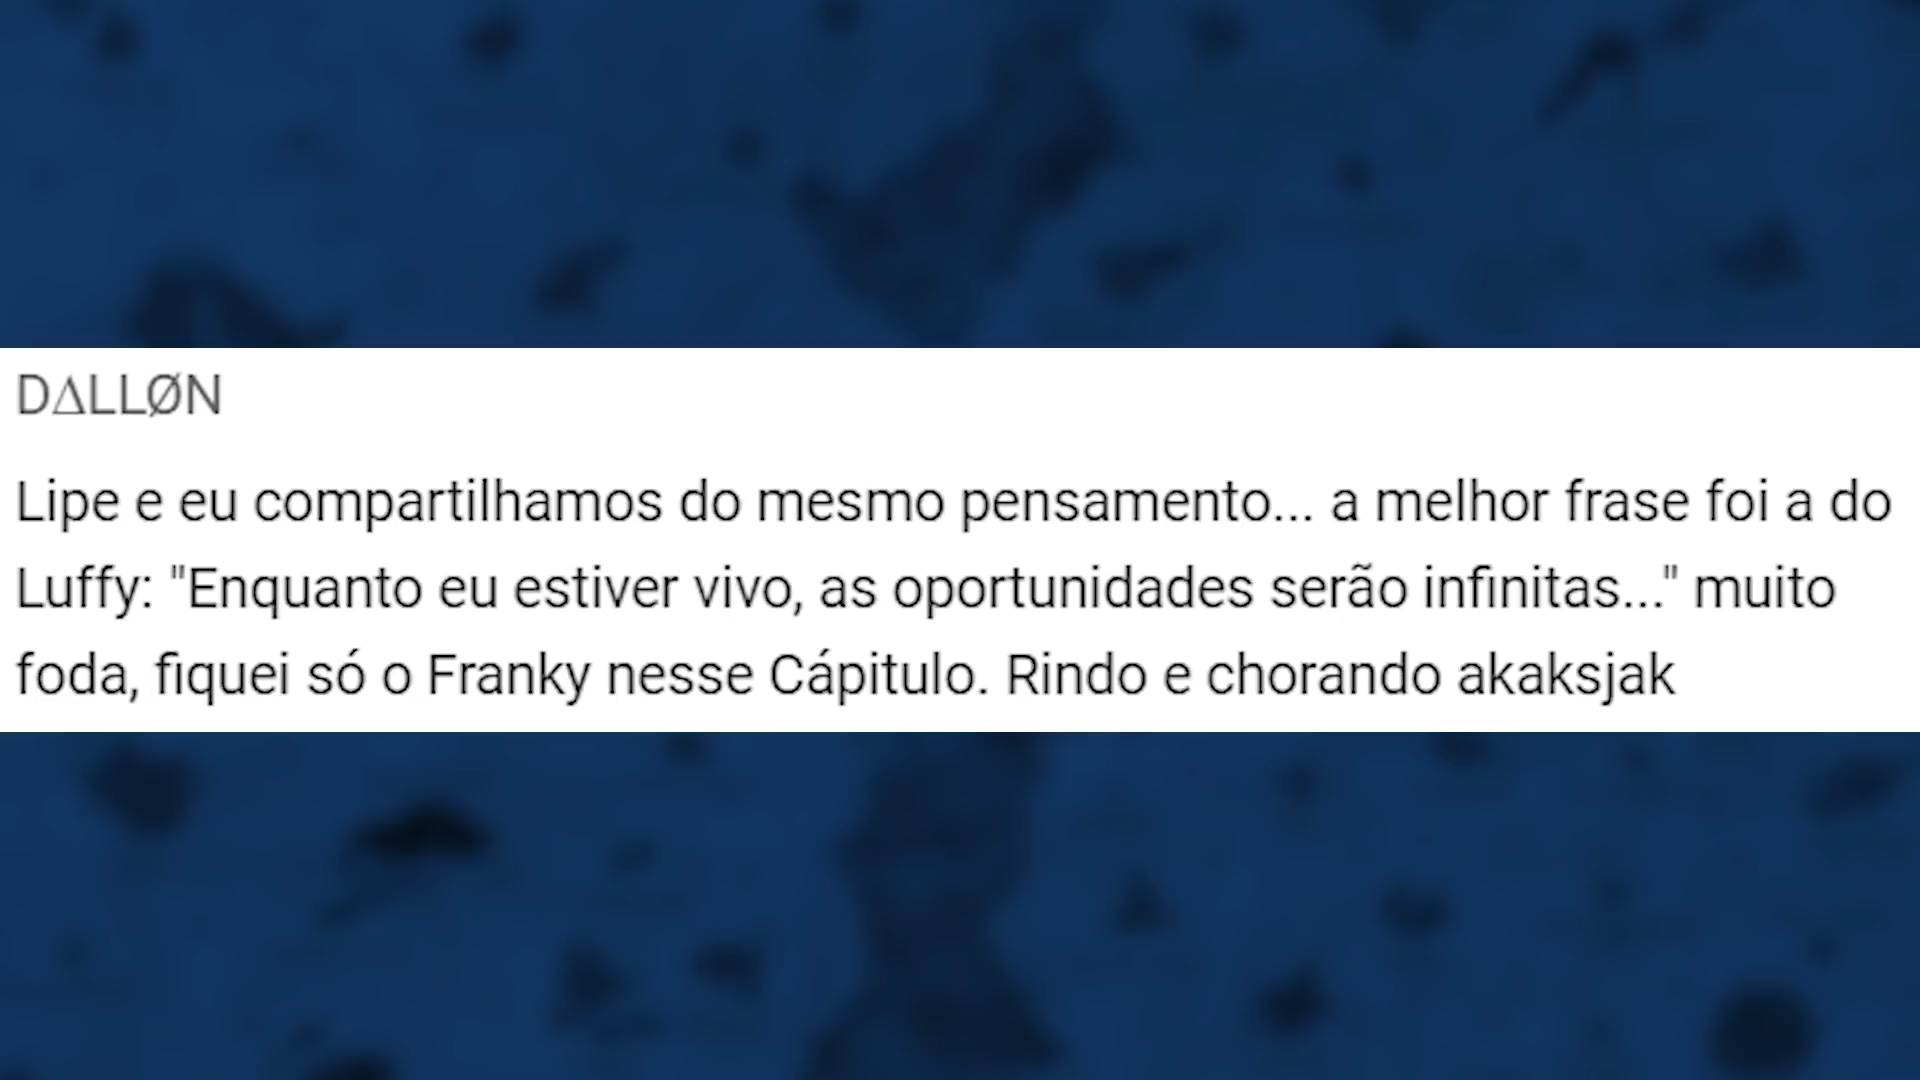 DΔLLØN
Lipe e eu compartilhamos do mesmo pensamento... a melhor frase foi a do
Luffy: "Enquanto eu estiver vivo, as oportunidades serão infinitas..." muito
foda, fiquei só o Franky nesse Cápitulo. Rindo e chorando akaksjak